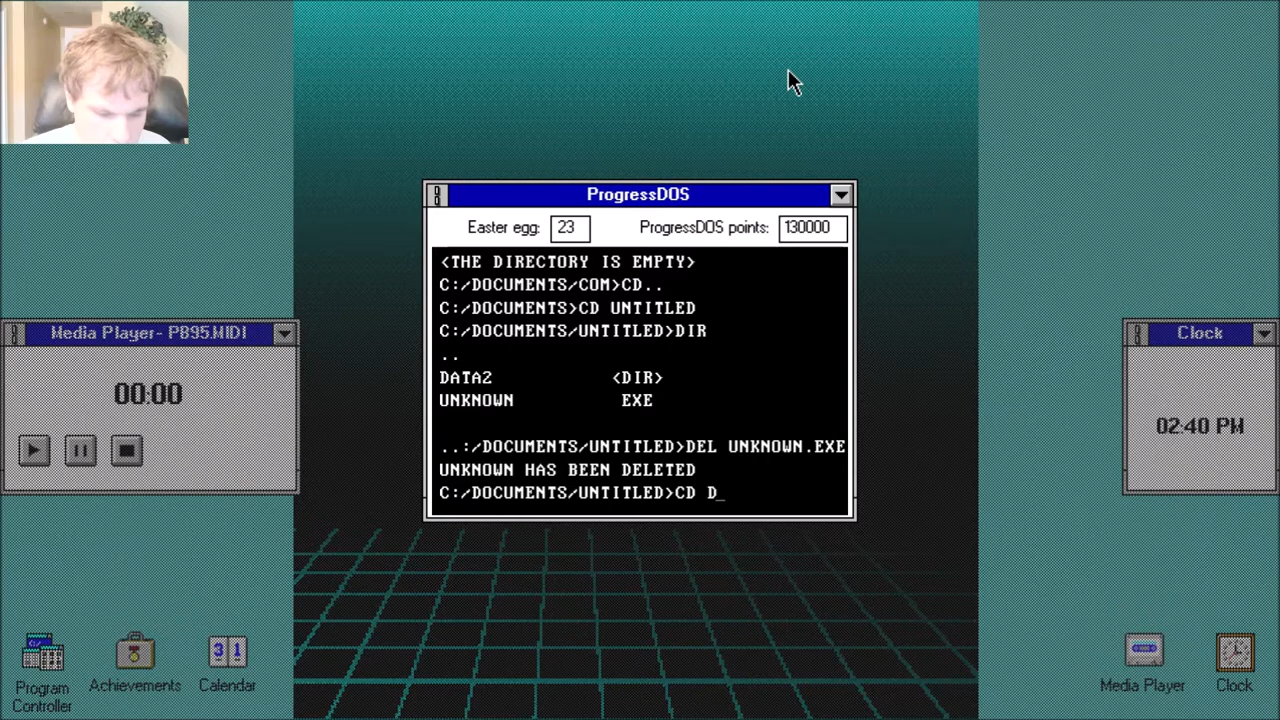 ProgressDOS
Easter egg: 23 ProgressDOS points: 130000
<THE DIRECTORY IS EMPTY>
C:/DOCUMENTS/COM>CD..
C:/DOCUMENTS>CD UNTITLED
C:/DOCUMENTS/UNTITLED>DIR
..
DATA2 <DIR>
UNKNOWN EXE
..:/DOCUMENTS/UNTITLED>DEL UNKNOWN.EXE
UNKNOWN HAS BEEN DELETED
C:/DOCUMENTS/UNTITLED>CD D_
Media Player- PB95.MIDI
00:00
Clock
02:40 PM
Program Controller
Achievements
31
Calendar
Media Player
Clock